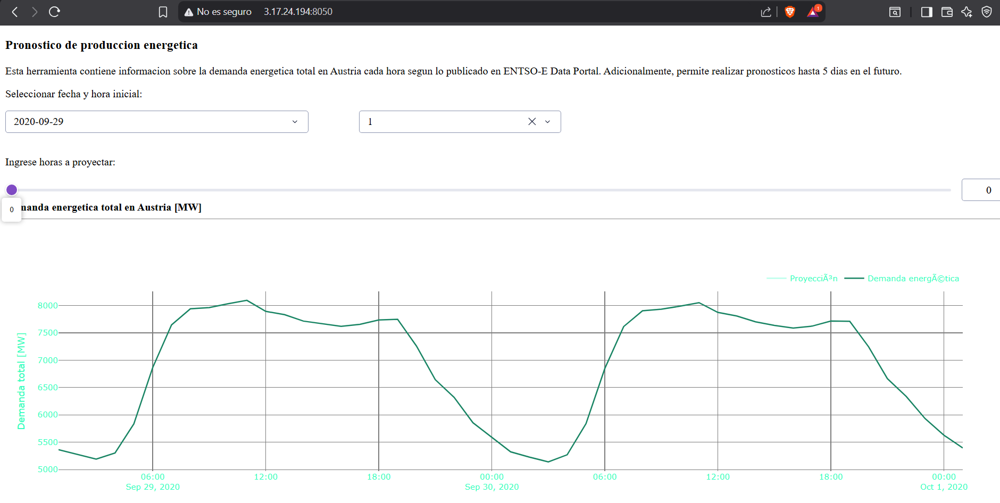 No es seguro 3.17.24.194:8050
1
Pronostico de produccion energetica
Esta herramienta contiene informacion sobre la demanda energetica total en Austria cada hora segun lo publicado en ENTSO-E Data Portal. Adicionalmente, permite realizar pronosticos hasta 5 dias en el futuro.
Seleccionar fecha y hora inicial:
2020-09-29
1
Ingrese horas a proyectar:
0
0
manda energetica total en Austria [MW]
ProyecciÃ³n
Demanda energÃ©tica
Demanda total [MW]
8000
7500
7000
6500
6000
5500
5000
06:00
Sep 29, 2020
12:00
18:00
00:00
Sep 30, 2020
06:00
12:00
18:00
00:00
Oct 1, 2020